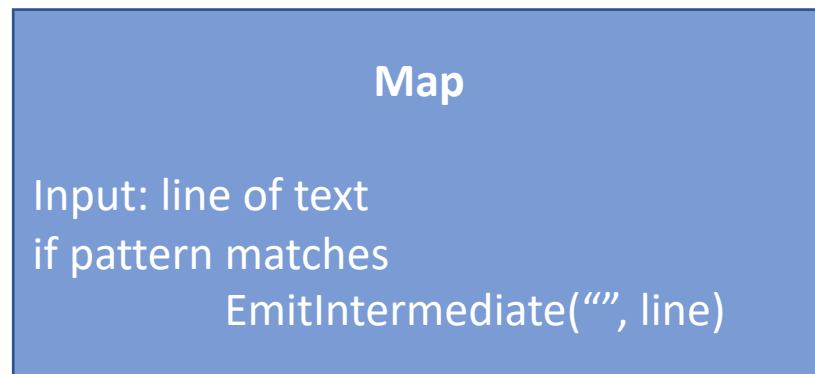 Map
Input: line of text
if pattern matches
EmitIntermediate(“”, line)